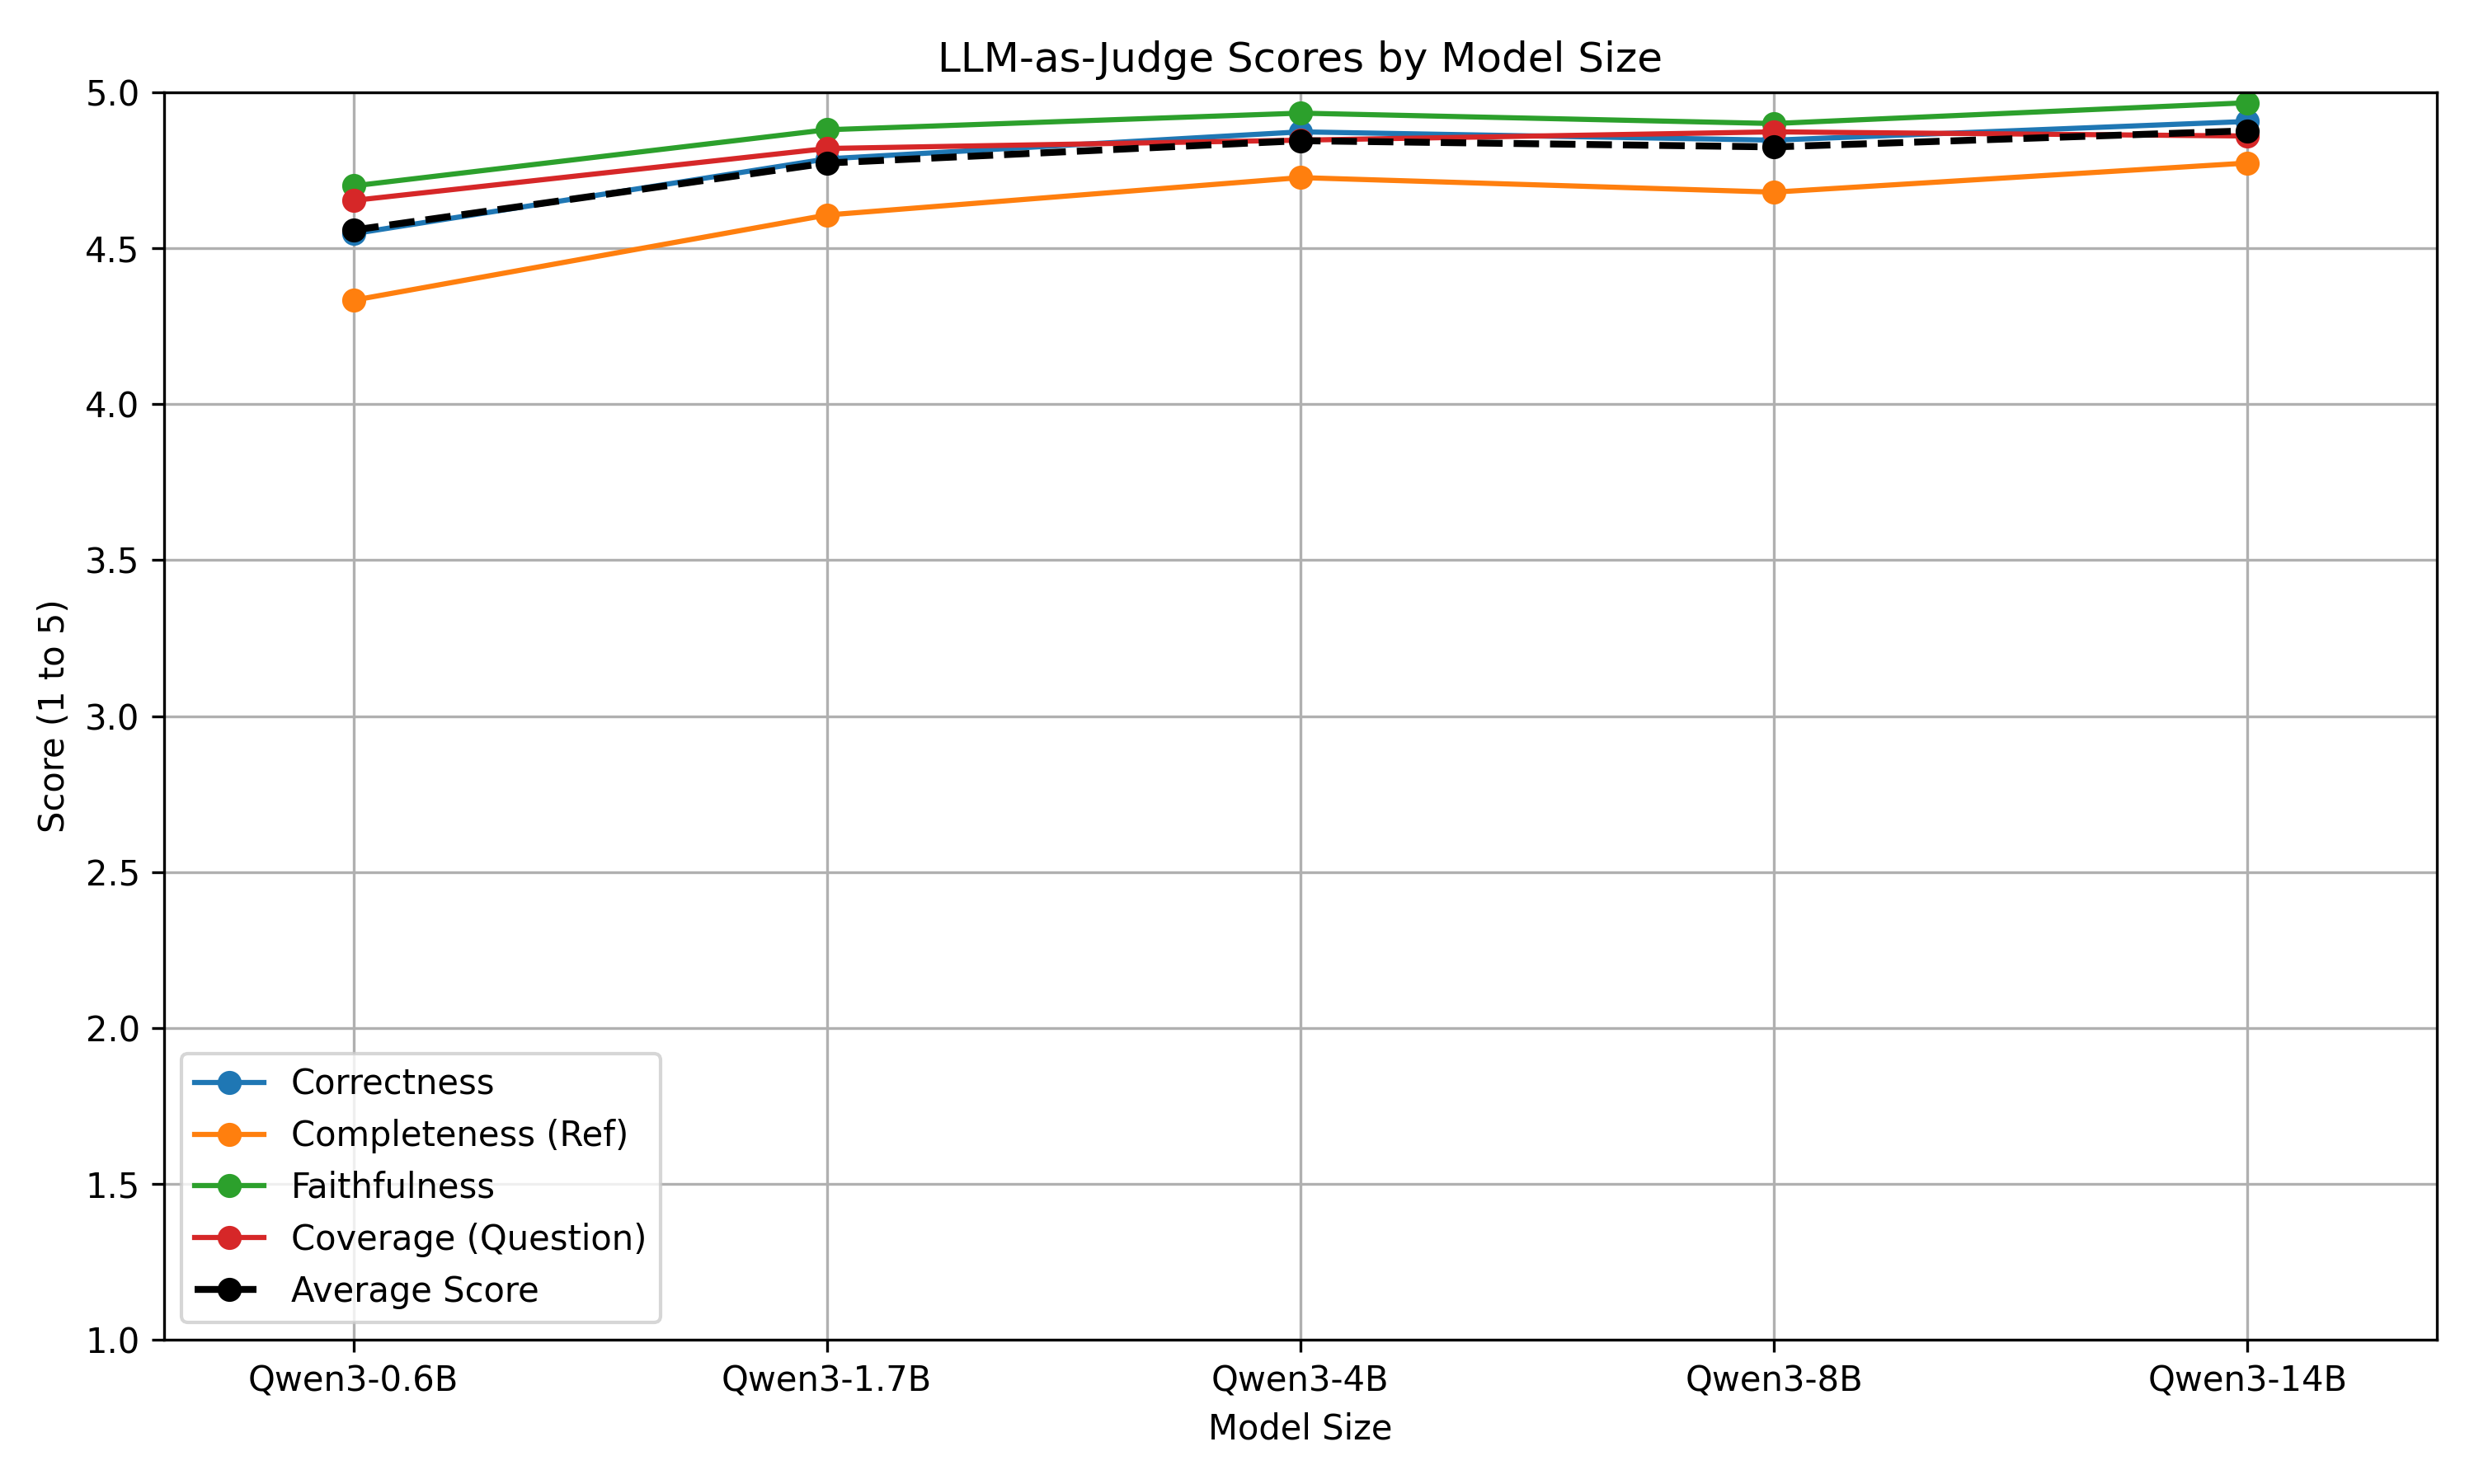 LLM-as-Judge Scores by Model Size
5.0
4.5
4.0
3.5
3.0
2.5
2.0
1.5
1.0
Score (1 to 5)
Correctness
Completeness (Ref)
Faithfulness
Coverage (Question)
Average Score
Qwen3-0.6B
Qwen3-1.7B
Qwen3-4B
Qwen3-8B
Qwen3-14B
Model Size